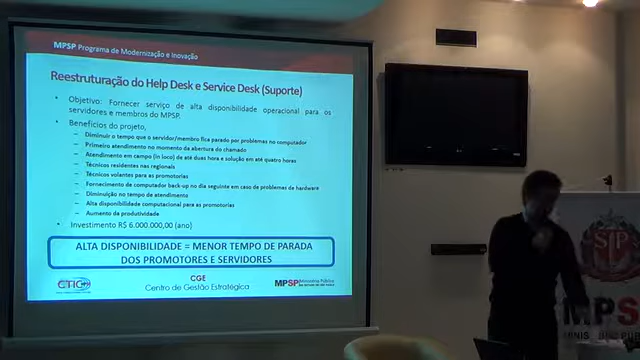 MPSP Programa de Modernização e Inovação
Reestruturação do Help Desk e Service Desk (Suporte)
• Objetivo: Fornecer serviço de alta disponibilidade operacional para os
servidores e membros do MPSP.
• Benefícios do projeto,
– Diminuir o tempo que o servidor/membro fica parado por problemas no computador
– Primeiro atendimento no momento da abertura do chamado
– Atendimento em campo (in loco) de até duas horas e solução em até quatro horas
– Técnicos residentes nas regionais
– Técnicos volantes para as promotorias
– Fornecimento de computador back-up no dia seguinte em caso de problemas de hardware
– Diminuição no tempo de atendimento
– Alta disponibilidade computacional para as promotorias
– Aumento da produtividade
• Investimento R$ 6.000.000,00 (ano)
ALTA DISPONIBILIDADE = MENOR TEMPO DE PARADA
DOS PROMOTORES E SERVIDORES
CTIC
CGE
Centro de Gestão Estratégica
MPSP Ministério Público
SP
MPS
MINIS